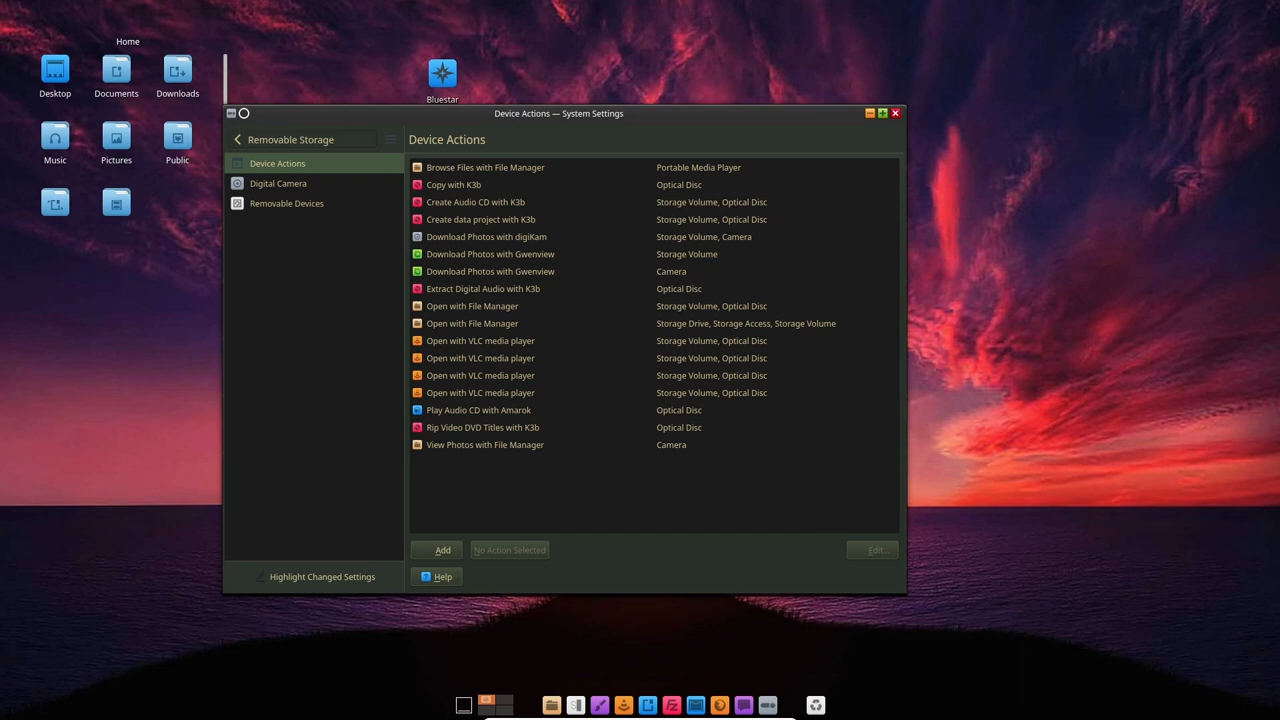 Home
Desktop
Documents
Downloads
Bluestar
Music
Pictures
Public
Device Actions — System Settings
Removable Storage
Device Actions
Digital Camera
Removable Devices
Highlight Changed Settings
Device Actions
Browse Files with File Manager Portable Media Player
Copy with K3b Optical Disc
Create Audio CD with K3b Storage Volume, Optical Disc
Create data project with K3b Storage Volume, Optical Disc
Download Photos with digiKam Storage Volume, Camera
Download Photos with Gwenview Storage Volume
Download Photos with Gwenview Camera
Extract Digital Audio with K3b Optical Disc
Open with File Manager Storage Volume, Optical Disc
Open with File Manager Storage Drive, Storage Access, Storage Volume
Open with VLC media player Storage Volume, Optical Disc
Open with VLC media player Storage Volume, Optical Disc
Open with VLC media player Storage Volume, Optical Disc
Open with VLC media player Storage Volume, Optical Disc
Play Audio CD with Amarok Optical Disc
Rip Video DVD Titles with K3b Optical Disc
View Photos with File Manager Camera
Add No Action Selected Edit...
Help